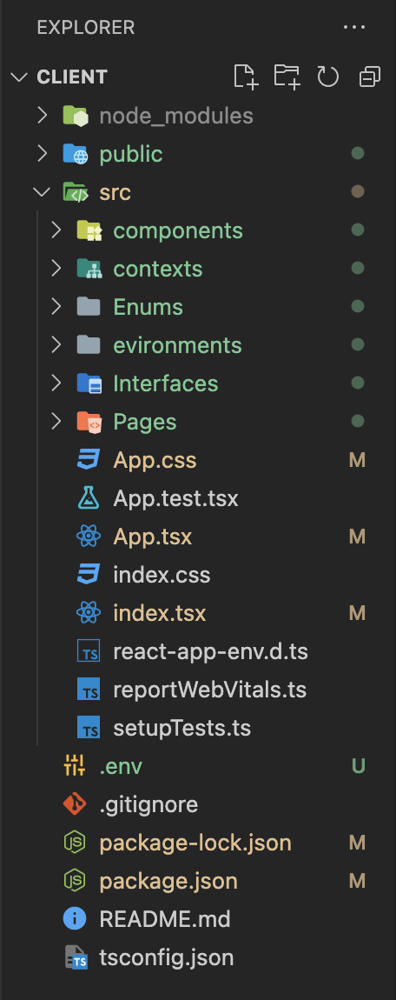 EXPLORER
CLIENT
node_modules
public
src
components
contexts
Enums
evironments
Interfaces
Pages
App.css M
App.test.tsx
App.tsx M
index.css
index.tsx M
TS react-app-env.d.ts
TS reportWebVitals.ts
TS setupTests.ts
.env U
.gitignore
JS package-lock.json M
JS package.json M
README.md
TS tsconfig.json